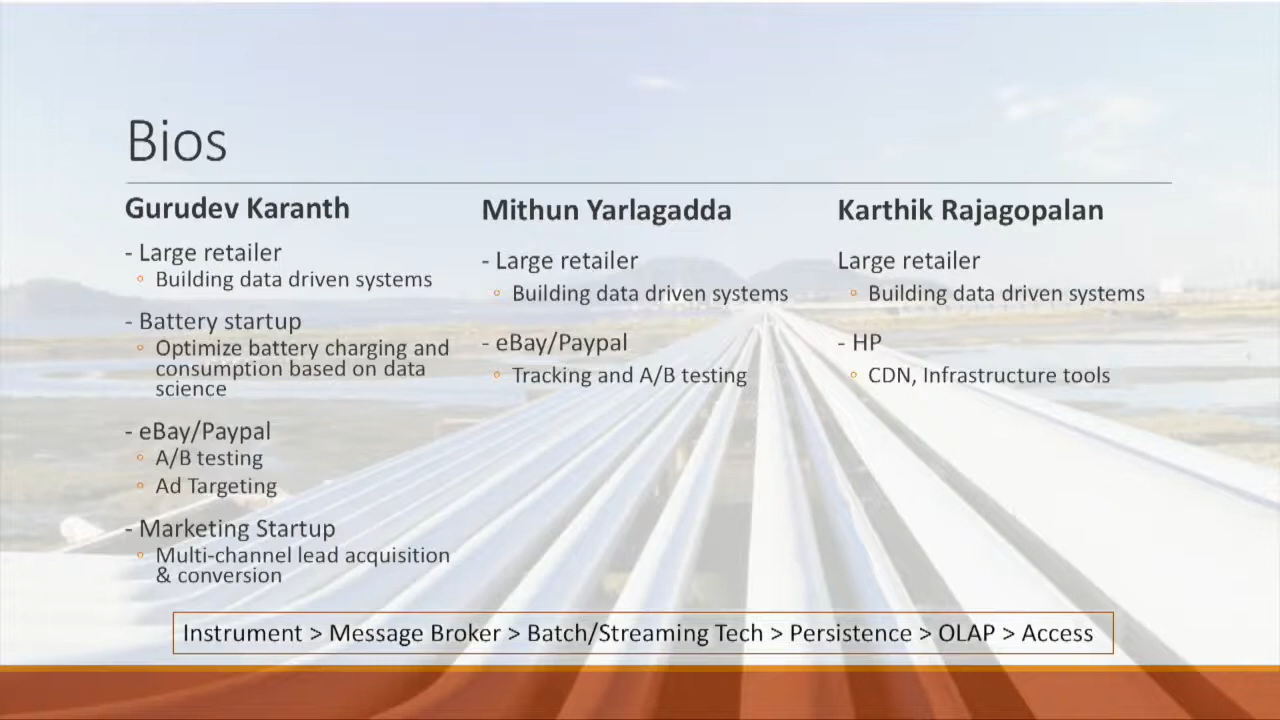 Bios
Gurudev Karanth
- Large retailer
◦ Building data driven systems
- Battery startup
◦ Optimize battery charging and
consumption based on data
science
- eBay/Paypal
◦ A/B testing
◦ Ad Targeting
- Marketing Startup
◦ Multi-channel lead acquisition
& conversion
Mithun Yarlagadda
- Large retailer
◦ Building data driven systems
- eBay/Paypal
◦ Tracking and A/B testing
Karthik Rajagopalan
Large retailer
◦ Building data driven systems
- HP
◦ CDN, Infrastructure tools
Instrument > Message Broker > Batch/Streaming Tech > Persistence > OLAP > Access